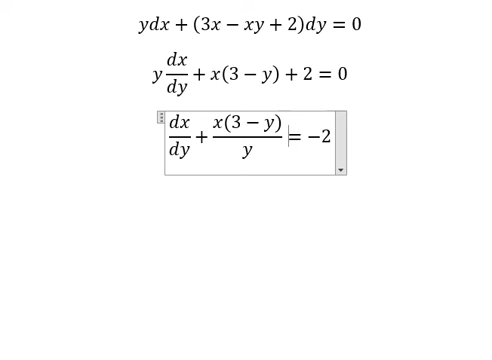 ydx + (3x − xy + 2)dy = 0
y dx/dy + x(3 − y) + 2 = 0
dx/dy + x(3 − y)/y = −2